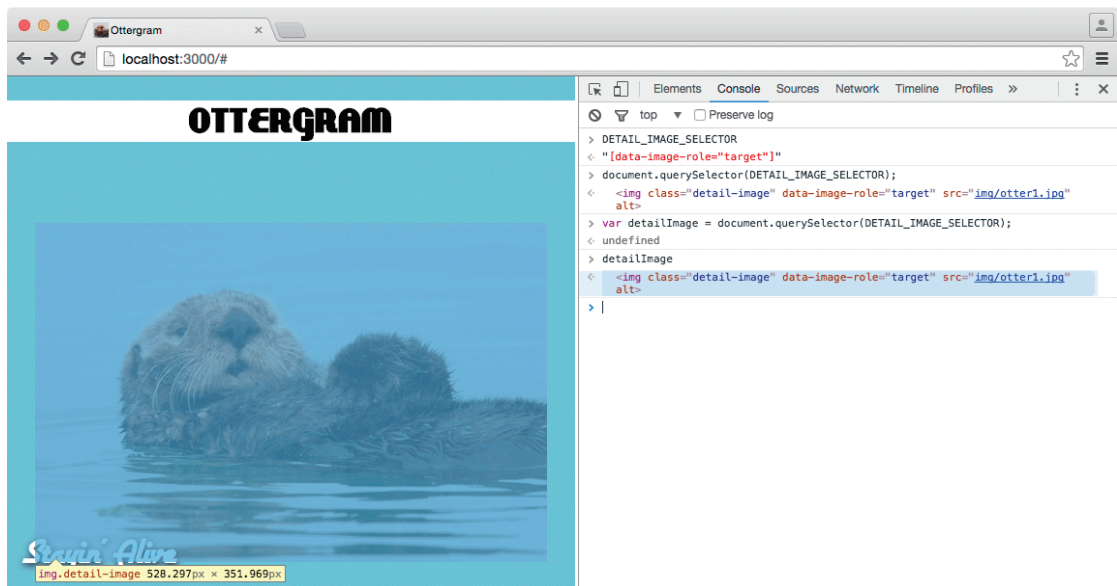 Ottergram
localhost:3000/#
OTTERGRAM
Stayin' Alive
img.detail-image 528.297px × 351.969px
Elements Console Sources Network Timeline Profiles »
top ▼ Preserve log
> DETAIL_IMAGE_SELECTOR
"[data-image-role="target"]"
> document.querySelector(DETAIL_IMAGE_SELECTOR);
<img class="detail-image" data-image-role="target" src="img/otter1.jpg"
alt>
> var detailImage = document.querySelector(DETAIL_IMAGE_SELECTOR);
undefined
> detailImage
<img class="detail-image" data-image-role="target" src="img/otter1.jpg"
alt>
>